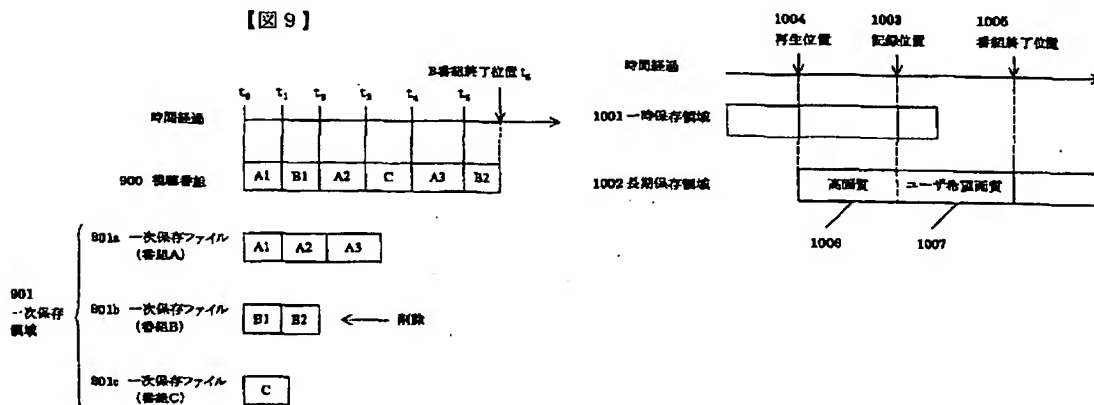 【図9】
B番組終了位置 t₆
t₀ t₁ t₂ t₃ t₄ t₅
時間経過
900 視聴番組
A1 B1 A2 C A3 B2
901
一次保存
領域
901a 一次保存ファイル
(番組A)
A1 A2 A3
901b 一次保存ファイル
(番組B)
B1 B2
削除
901c 一次保存ファイル
(番組C)
C
1004
再生位置
1003
記録位置
1005
番組終了位置
時間経過
1001 一時保存領域
1002 長期保存領域
高画質
ユーザ希望画質
1006
1007